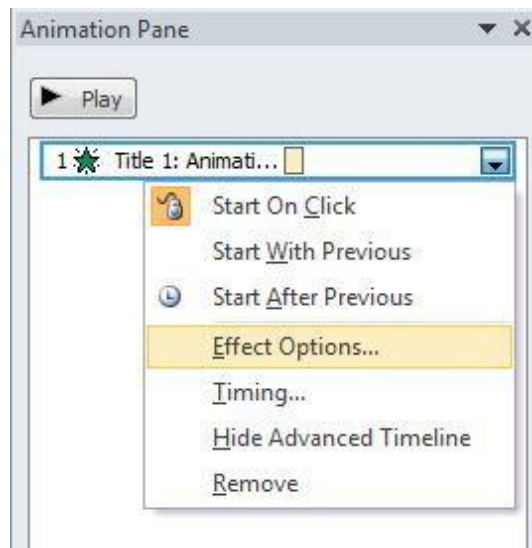 Animation Pane
Play
1 Title 1: Animati...
Start On Click
Start With Previous
Start After Previous
Effect Options...
Timing...
Hide Advanced Timeline
Remove